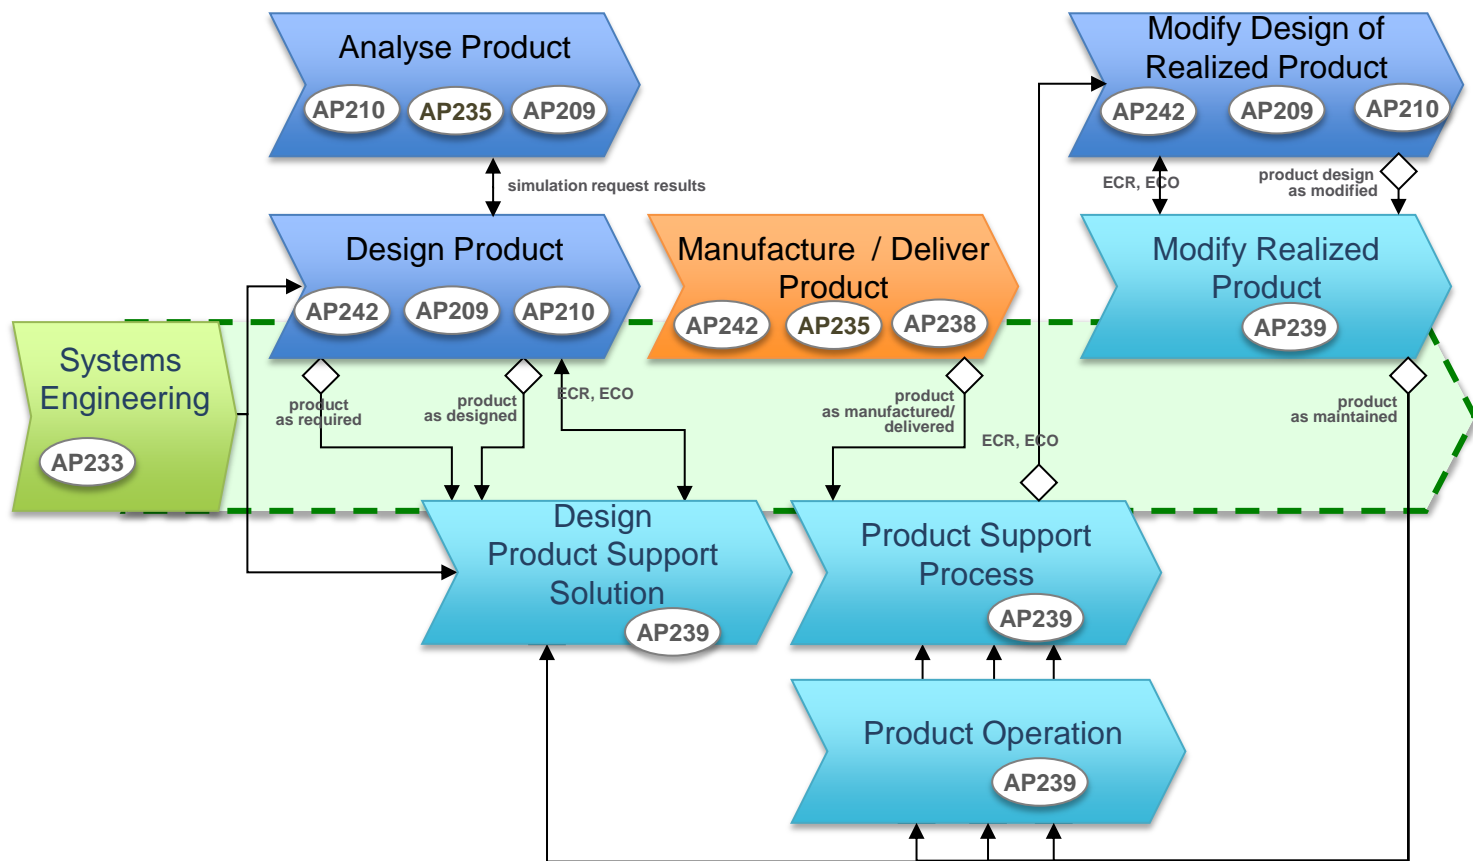 Analyse Product
AP210
AP235
AP209
Modify Design of
Realized Product
AP242
AP209
AP210
simulation request results
ECR, ECO
product design
as modified
Design Product
AP242
AP209
AP210
Manufacture / Deliver
Product
AP242
AP235
AP238
Modify Realized
Product
AP239
Systems
Engineering
AP233
product
as required
product
as designed
ECR, ECO
product
as manufactured/
delivered
ECR, ECO
product
as maintained
Design
Product Support
Solution
AP239
Product Support
Process
AP239
Product Operation
AP239